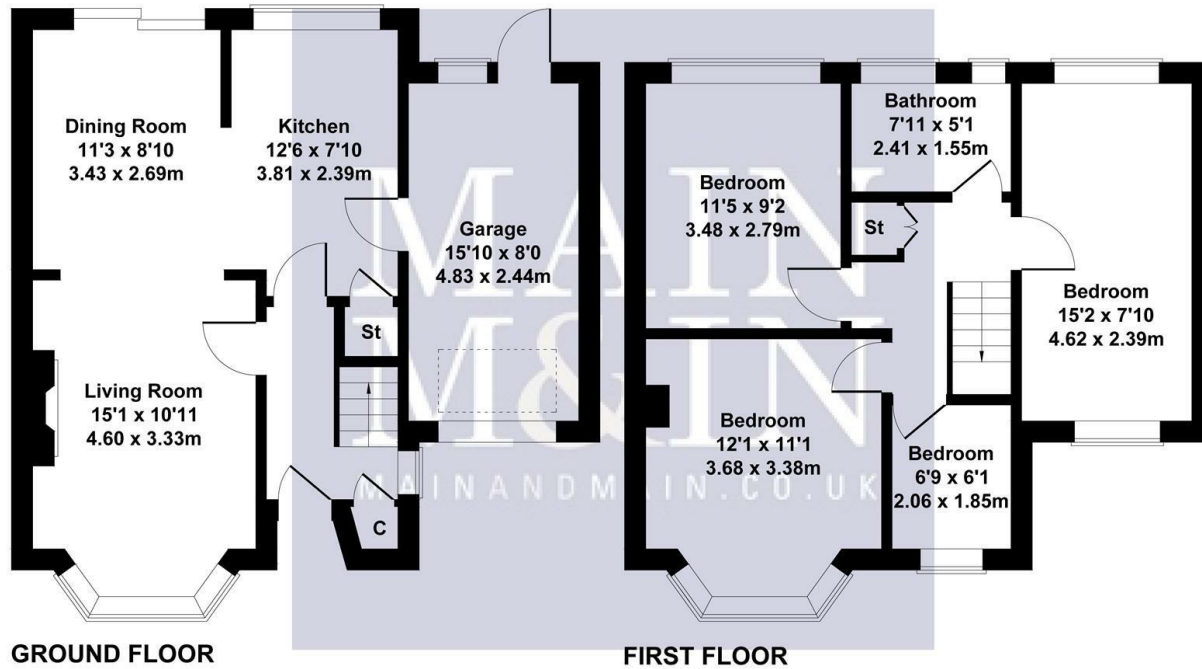 Dining Room
11'3 x 8'10
3.43 x 2.69m
Kitchen
12'6 x 7'10
3.81 x 2.39m
Garage
15'10 x 8'0
4.83 x 2.44m
St
Living Room
15'1 x 10'11
4.60 x 3.33m
C
GROUND FLOOR
Bedroom
11'5 x 9'2
3.48 x 2.79m
Bathroom
7'11 x 5'1
2.41 x 1.55m
St
Bedroom
15'2 x 7'10
4.62 x 2.39m
Bedroom
12'1 x 11'1
3.68 x 3.38m
Bedroom
6'9 x 6'1
2.06 x 1.85m
FIRST FLOOR
MAIN
M&IN
MAINANDMAIN.CO.UK